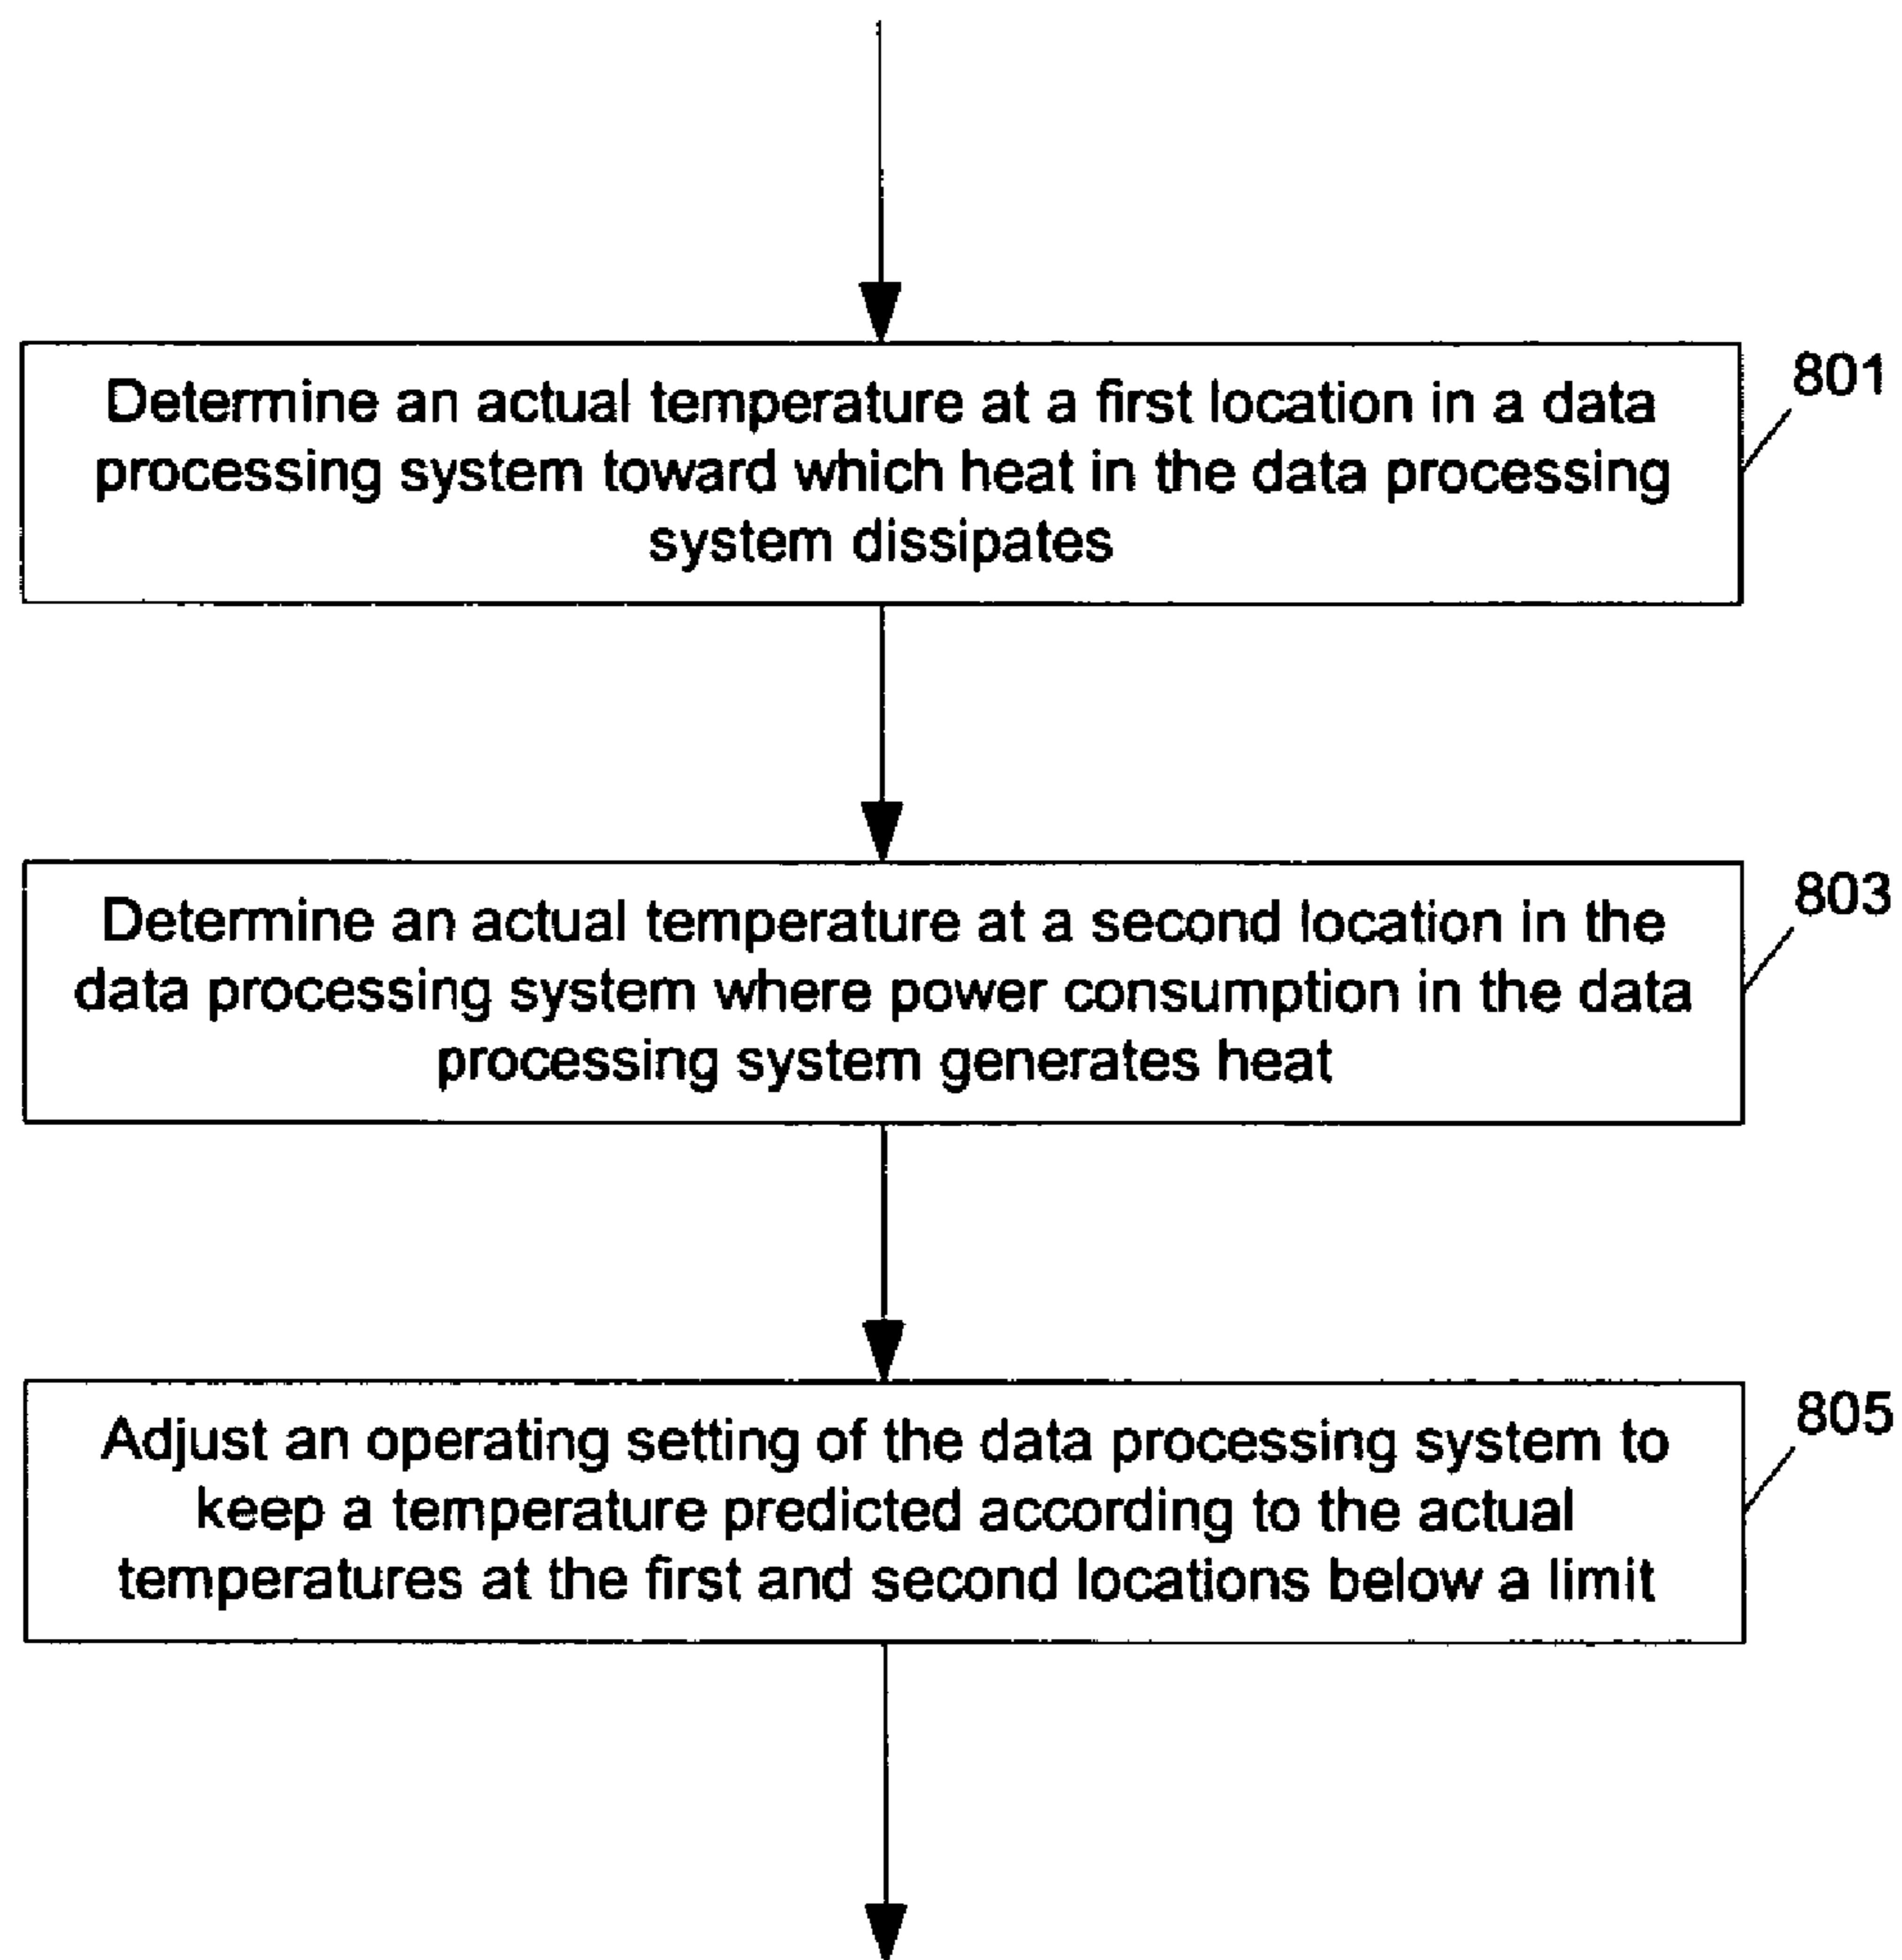 Determine an actual temperature at a first location in a data
processing system toward which heat in the data processing
system dissipates
801
Determine an actual temperature at a second location in the
data processing system where power consumption in the data
processing system generates heat
803
Adjust an operating setting of the data processing system to
keep a temperature predicted according to the actual
temperatures at the first and second locations below a limit
805